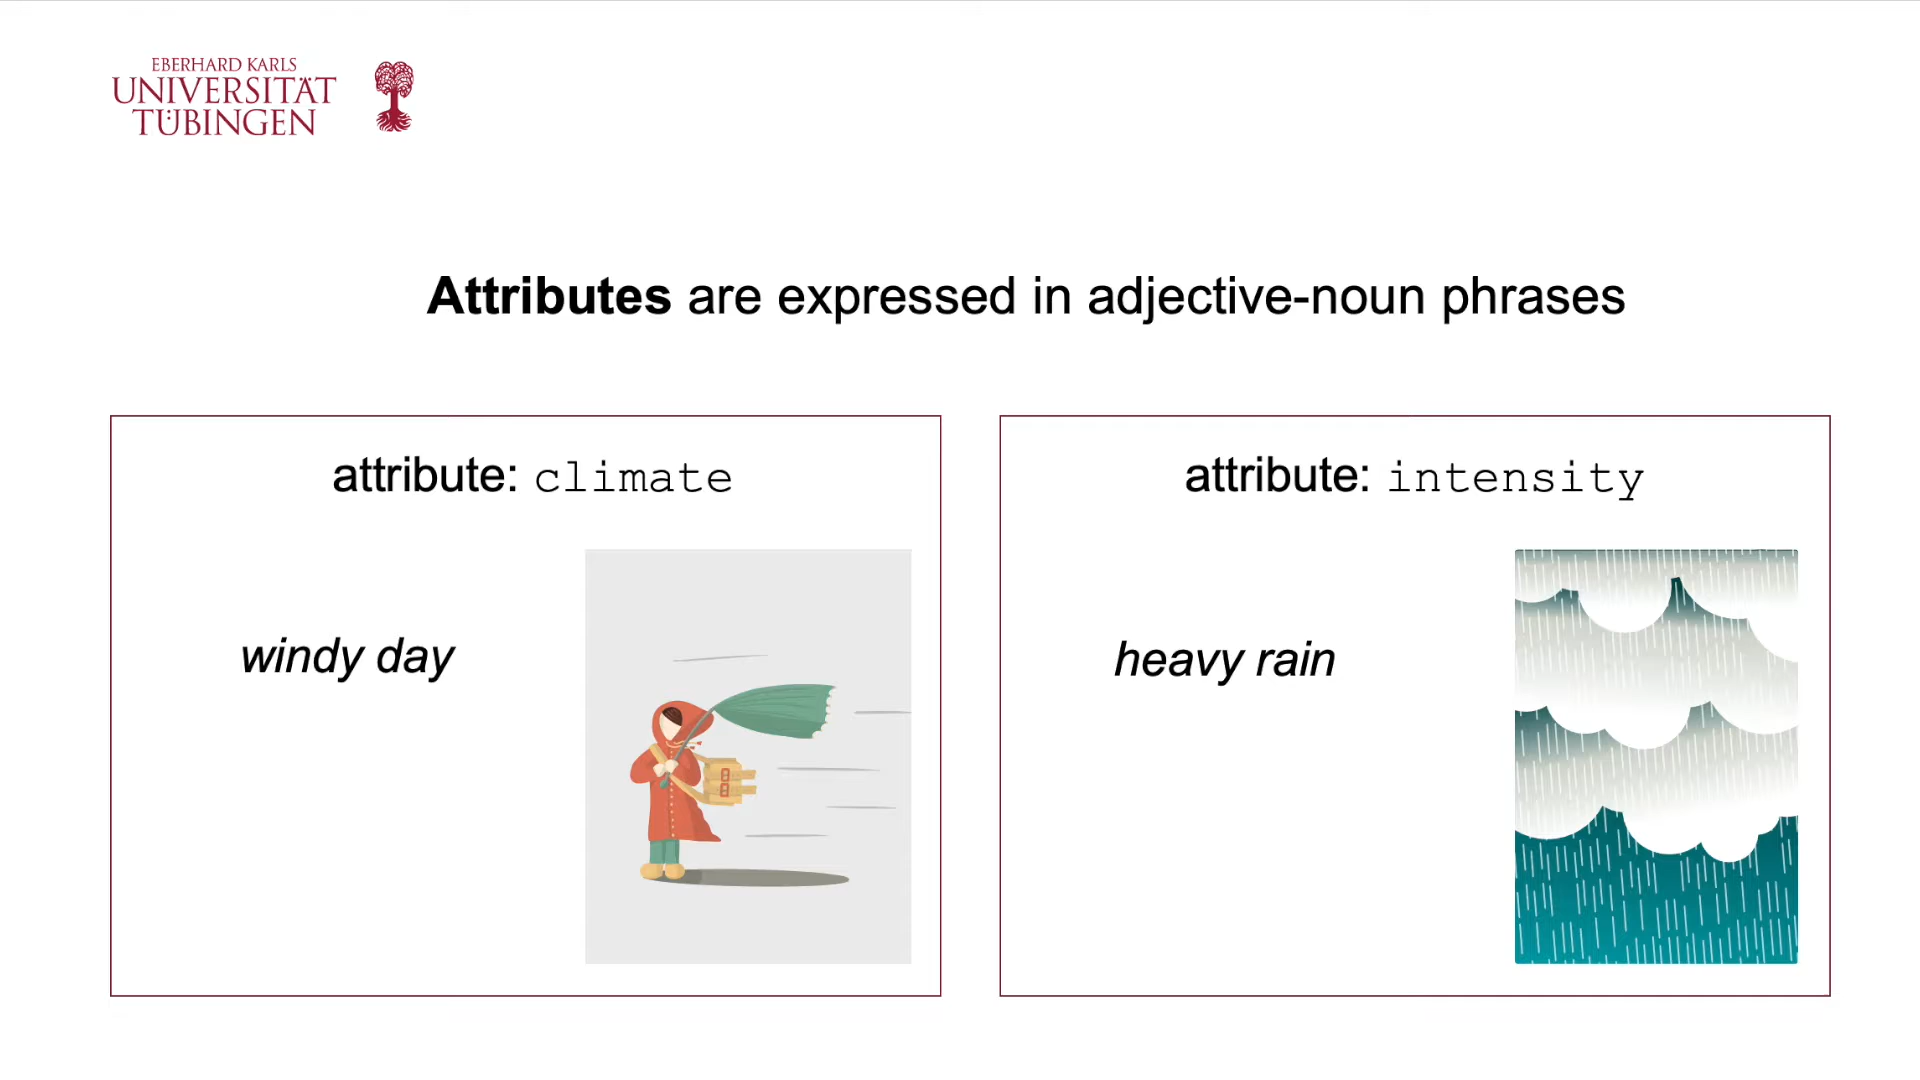 EBERHARD KARLS
UNIVERSITÄT
TÜBINGEN
Attributes are expressed in adjective-noun phrases
attribute: climate
windy day
attribute: intensity
heavy rain